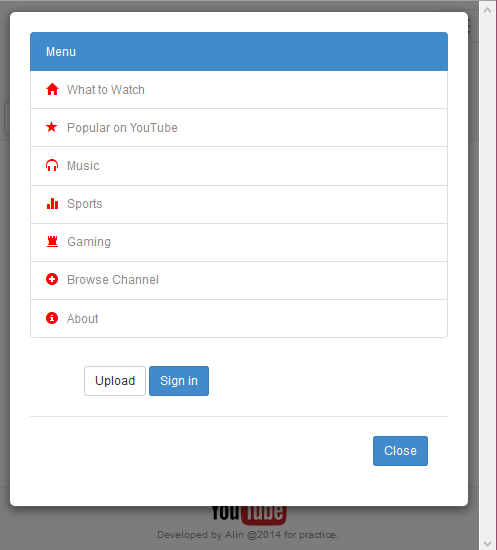 Menu
What to Watch
Popular on YouTube
Music
Sports
Gaming
Browse Channel
About
Upload Sign in
Close
YouTube
Developed by Alin @2014 for practice.